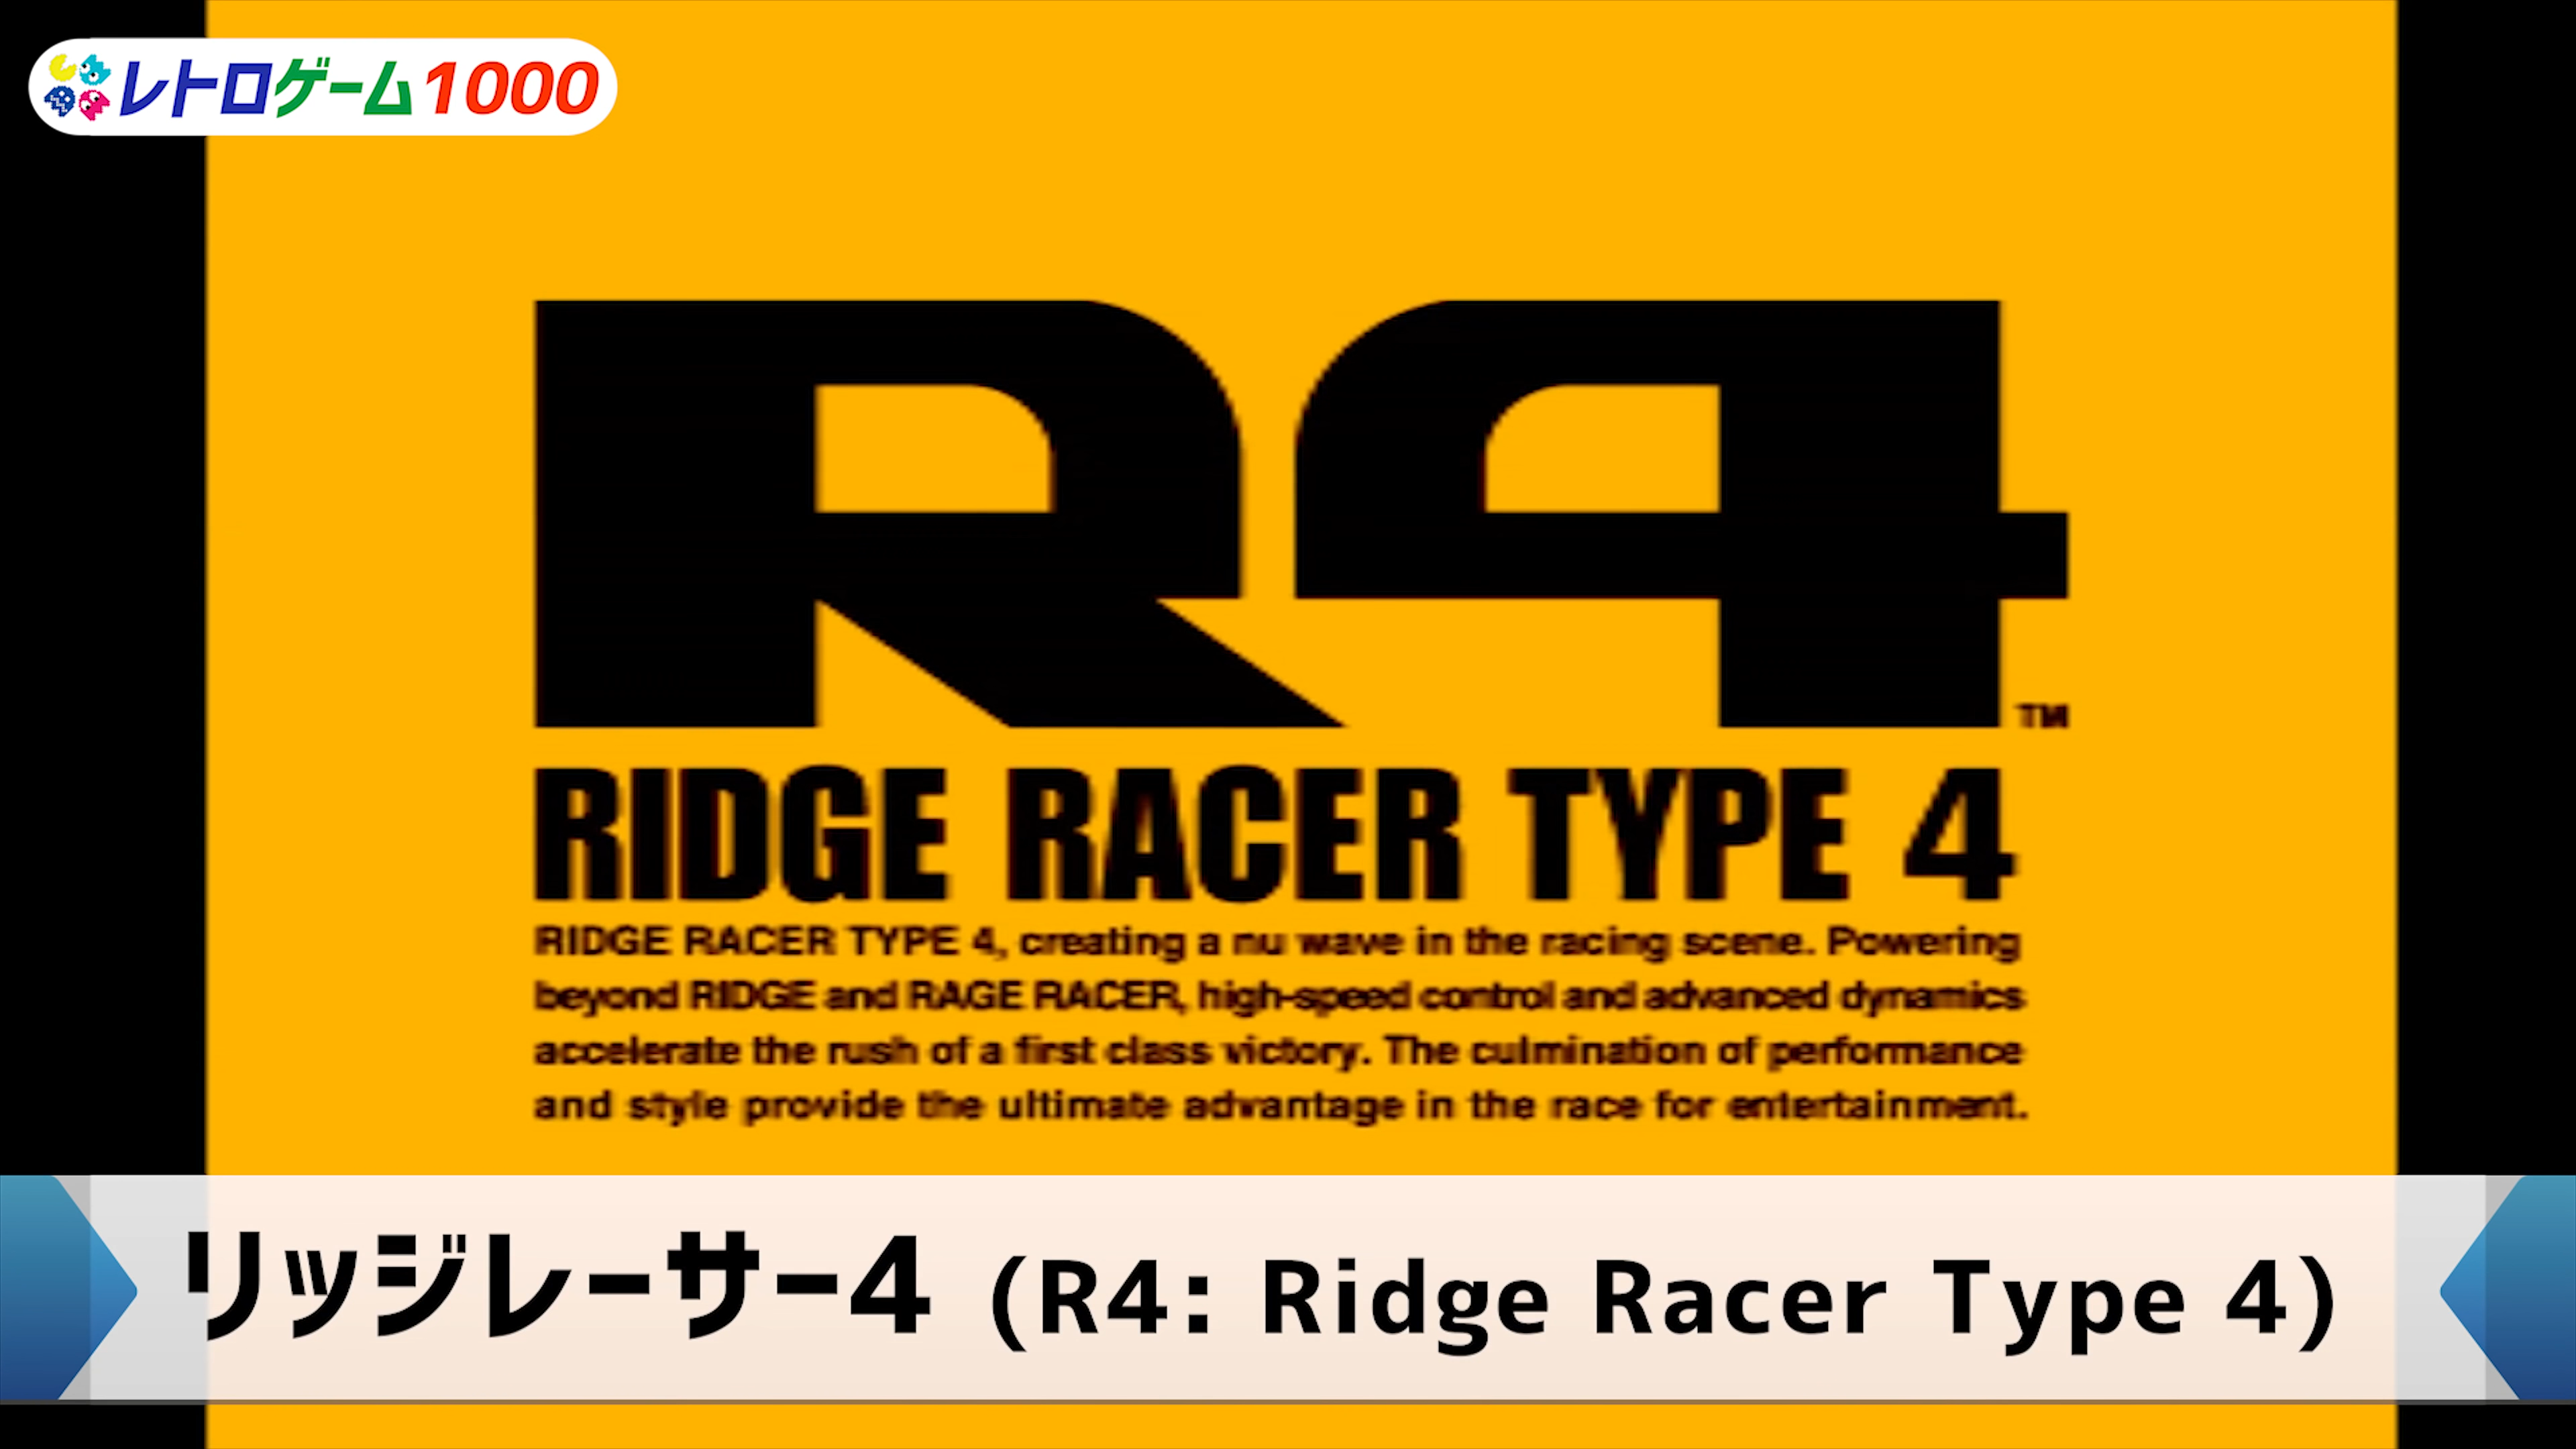 レトロゲーム1000
R4
TM
RIDGE RACER TYPE 4
RIDGE RACER TYPE 4, creating a nu wave in the racing scene. Powering
beyond RIDGE and RAGE RACER, high-speed control and advanced dynamics
accelerate the rush of a first class victory. The culmination of performance
and style provide the ultimate advantage in the race for entertainment.
リッジレーサー4 (R4: Ridge Racer Type 4)